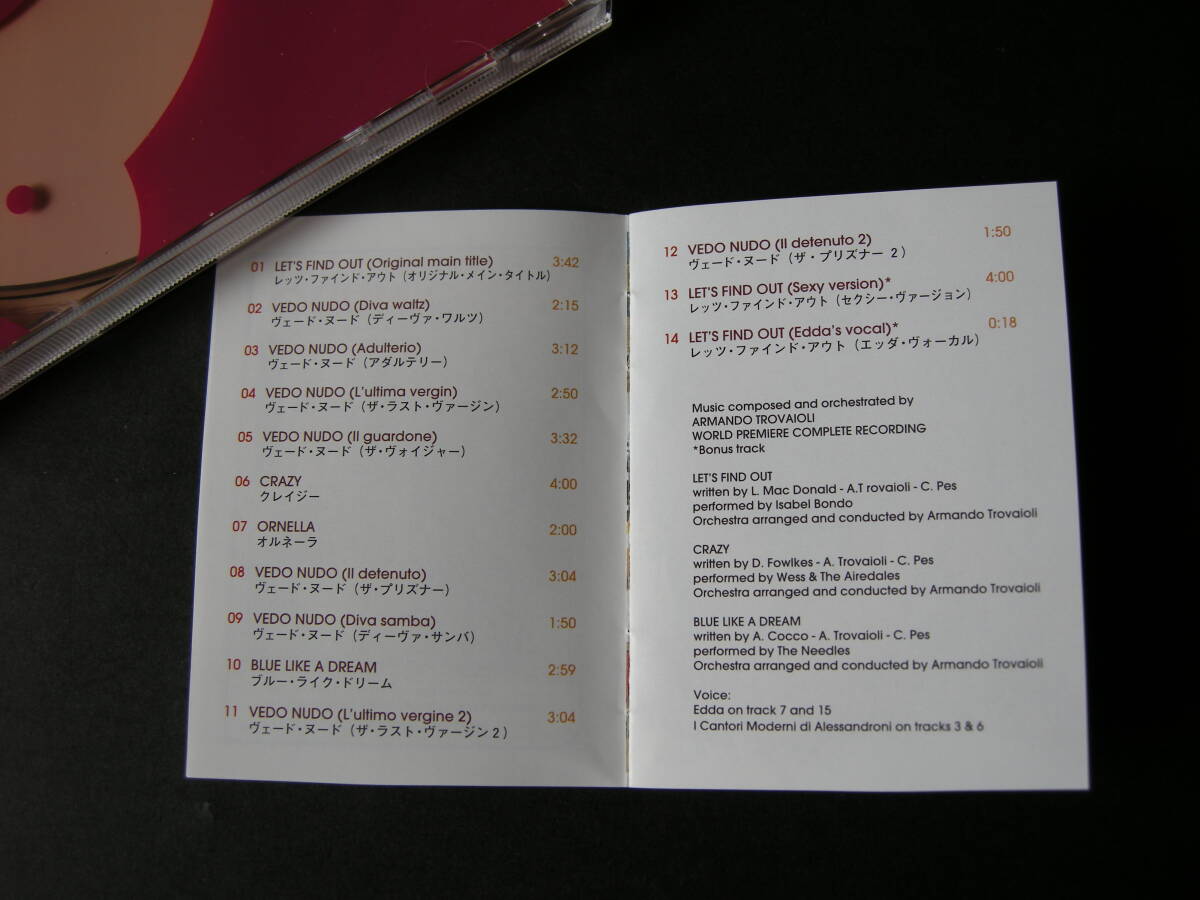 01 LET'S FIND OUT (Original main title) 3:42
レッツ・ファインド・アウト（オリジナル・メイン・タイトル）
02 VEDO NUDO (Diva waltz) 2:15
ヴェード・ヌード（ディーヴァ・ワルツ）
03 VEDO NUDO (Adulterio) 3:12
ヴェード・ヌード（アダルテリー）
04 VEDO NUDO (L'ultima vergin) 2:50
ヴェード・ヌード（ザ・ラスト・ヴァージン）
05 VEDO NUDO (Il guardone) 3:32
ヴェード・ヌード（ザ・ヴォイジャー）
06 CRAZY 4:00
クレイジー
07 ORNELLA 2:00
オルネーラ
08 VEDO NUDO (Il detenuto) 3:04
ヴェード・ヌード（ザ・プリズナー）
09 VEDO NUDO (Diva samba) 1:50
ヴェード・ヌード（ディーヴァ・サンバ）
10 BLUE LIKE A DREAM 2:59
ブルー・ライク・ドリーム
11 VEDO NUDO (L'ultimo vergine 2) 3:04
ヴェード・ヌード（ザ・ラスト・ヴァージン２）
12 VEDO NUDO (Il detenuto 2) 1:50
ヴェード・ヌード（ザ・プリズナー ２）
13 LET'S FIND OUT (Sexy version)* 4:00
レッツ・ファインド・アウト（セクシー・ヴァージョン）
14 LET'S FIND OUT (Edda's vocal)* 0:18
レッツ・ファインド・アウト（エッダ・ヴォーカル）
Music composed and orchestrated by
ARMANDO TROVAIOLI
WORLD PREMIERE COMPLETE RECORDING
*Bonus track
LET'S FIND OUT
written by L. Mac Donald - A.T rovaioli - C. Pes
performed by Isabel Bondo
Orchestra arranged and conducted by Armando Trovaioli
CRAZY
written by D. Fowlkes - A. Trovaioli - C. Pes
performed by Wess & The Airedales
Orchestra arranged and conducted by Armando Trovaioli
BLUE LIKE A DREAM
written by A. Cocco - A. Trovaioli - C. Pes
performed by The Needles
Orchestra arranged and conducted by Armando Trovaioli
Voice:
Edda on track 7 and 15
I Cantori Moderni di Alessandroni on tracks 3 & 6